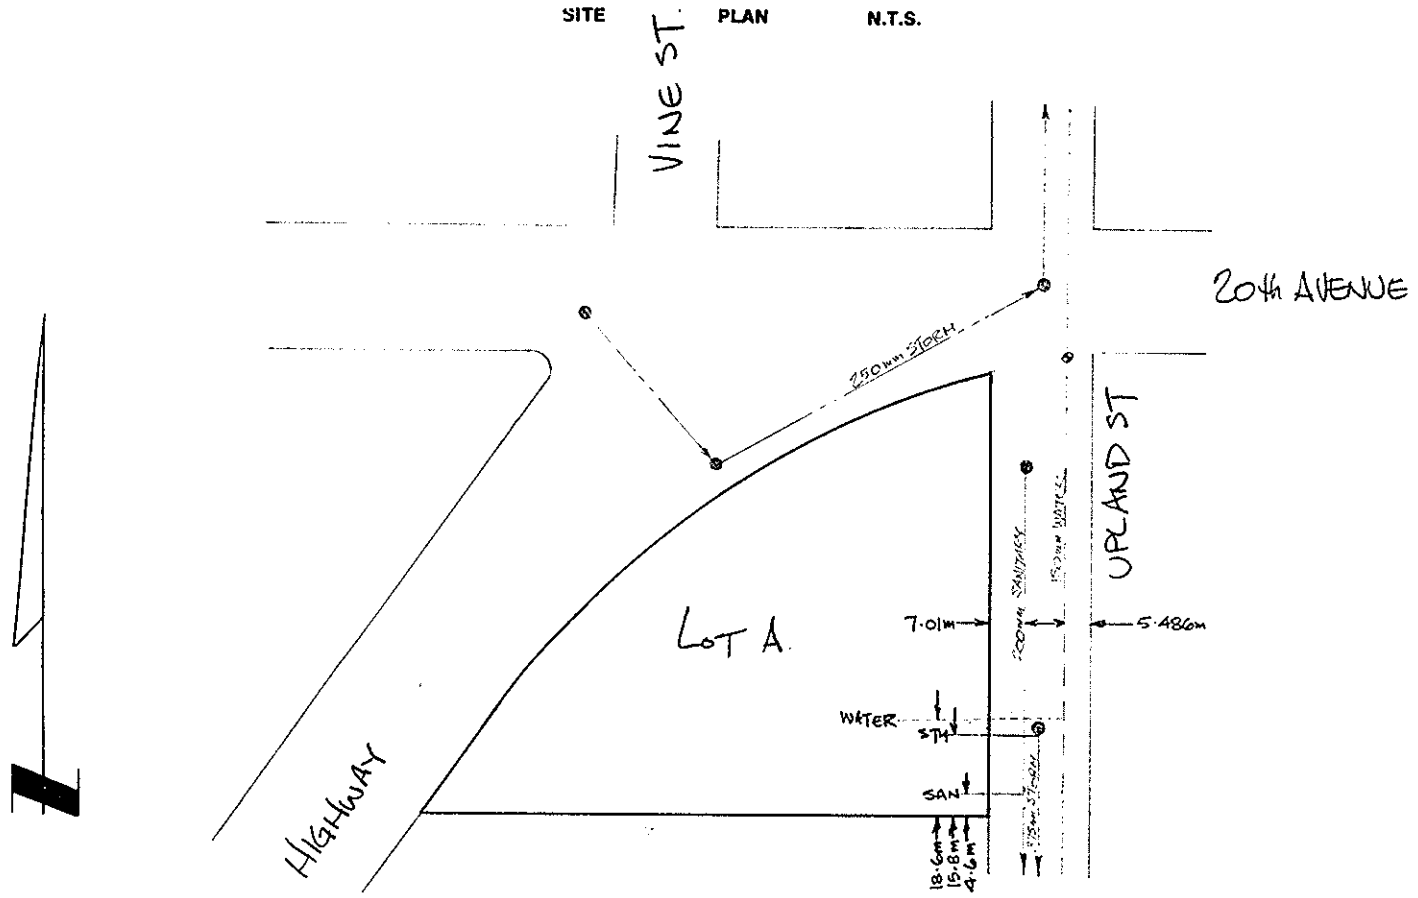 SITE PLAN N.T.S.
VINE ST.
20th AVENUE
250mm STORM
UPLAND ST
150mm WATER
200mm SANITARY
7.01m
5.486m
LOT A.
WATER
STM
SAN
HIGHWAY
18.6m
15.8m
4.6m